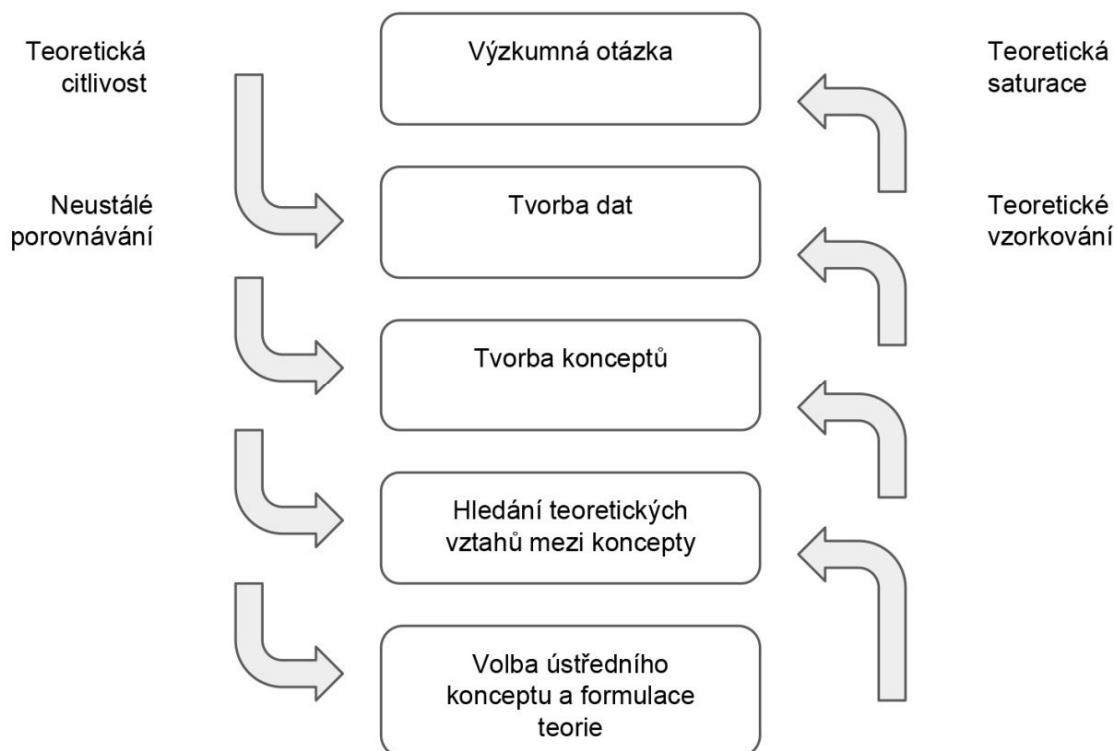 Teoretická
citlivost
Výzkumná otázka
Teoretická
saturace
Neustálé
porovnávání
Tvorba dat
Teoretické
vzorkování
Tvorba konceptů
Hledání teoretických
vztahů mezi koncepty
Volba ústředního
konceptu a formulace
teorie